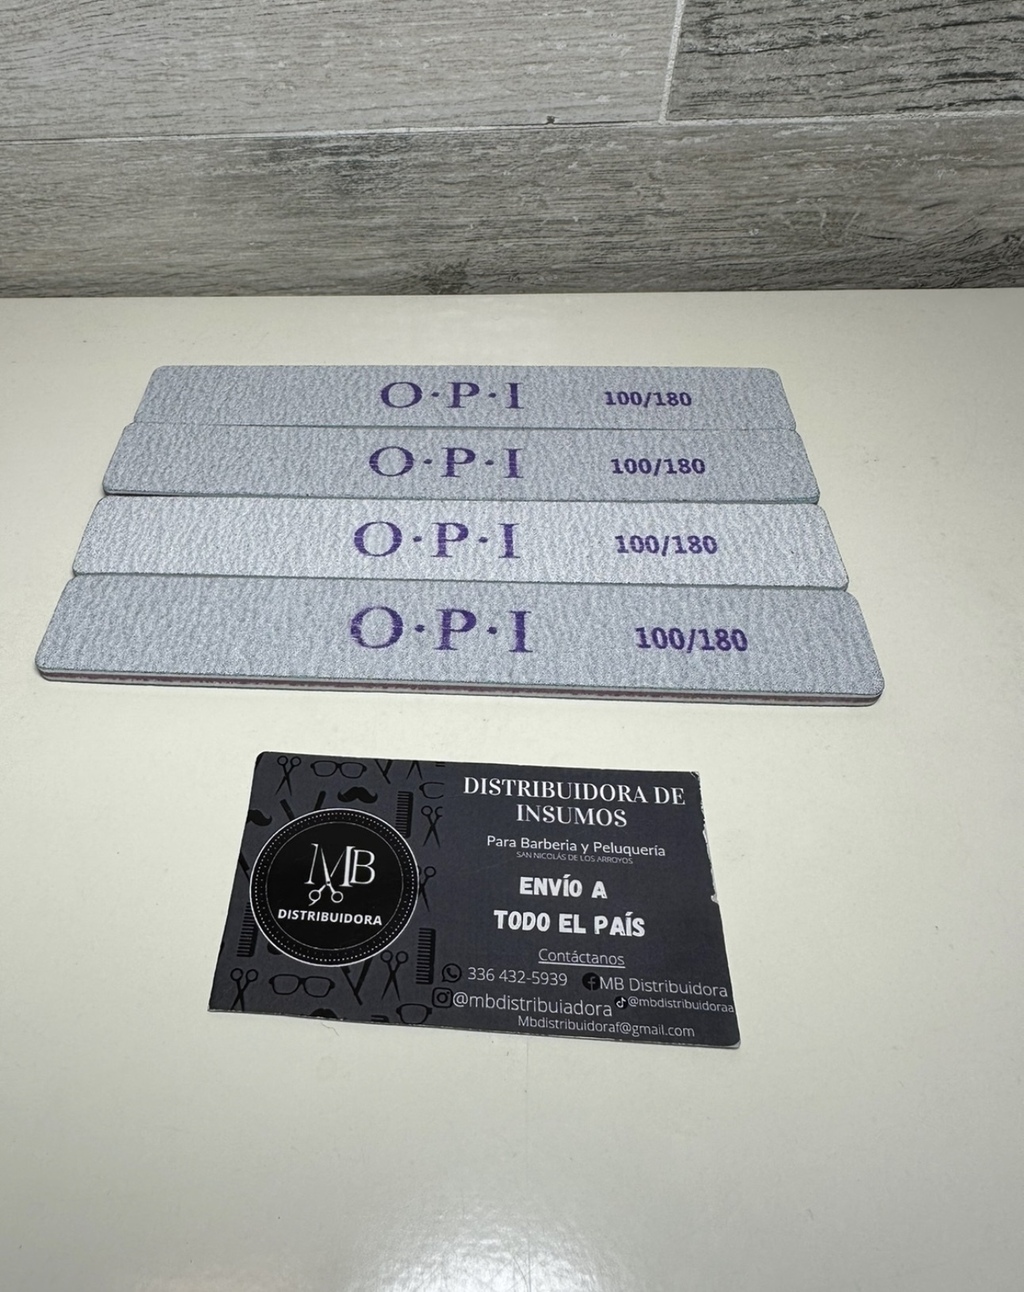 O·P·I 100/180
O·P·I 100/180
O·P·I 100/180
O·P·I 100/180
MB
DISTRIBUIDORA
DISTRIBUIDORA DE
INSUMOS
Para Barberia y Peluquería
SAN NICOLÁS DE LOS ARROYOS
ENVÍO A
TODO EL PAÍS
Contáctanos
336 432-5939 MB Distribuidora
@mbdistribuiadora @mbdistribuidoraa
Mbdistribuidoraf@gmail.com